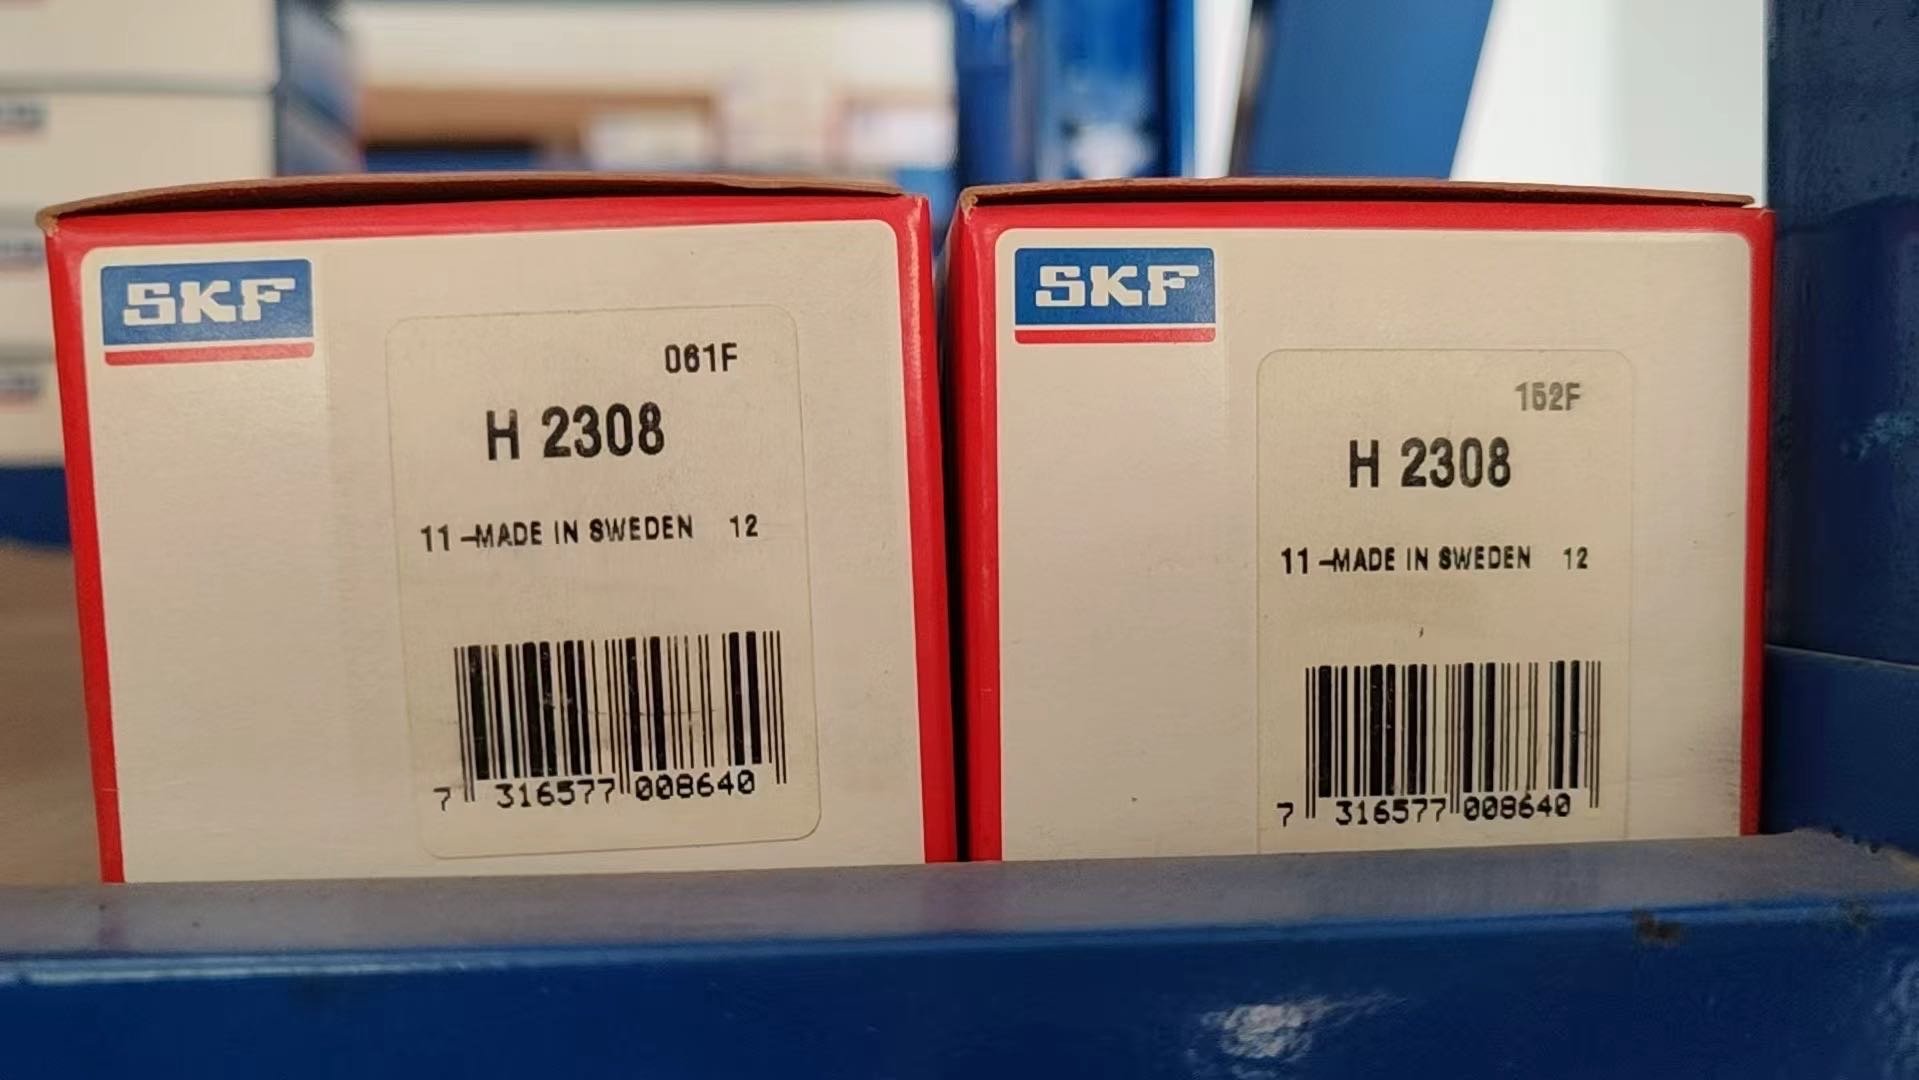 SKF
061F
H 2308
11 -MADE IN SWEDEN 12
7 316577 008640
SKF
152F
H 2308
11 -MADE IN SWEDEN 12
7 316577 008640